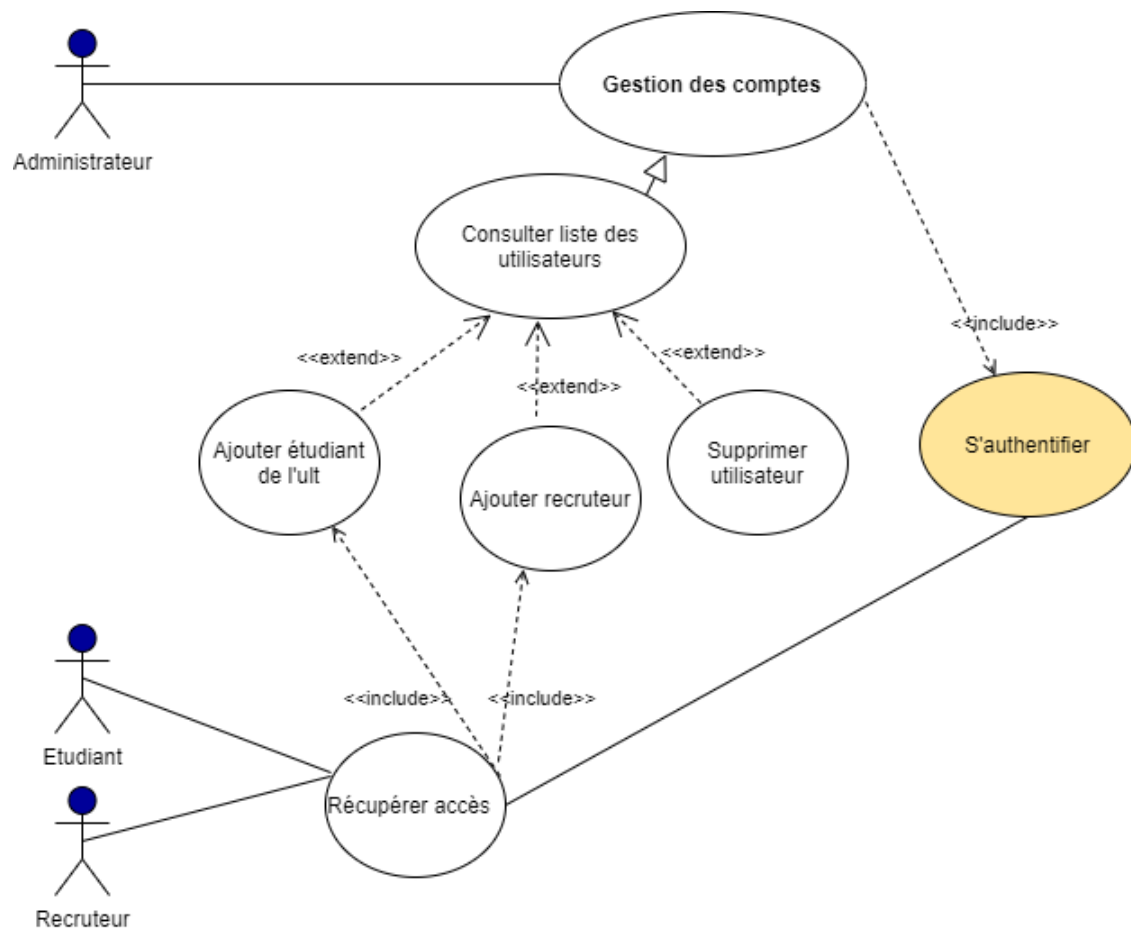 Gestion des comptes
Administrateur
Consulter liste des
utilisateurs
<<include>>
<<extend>>
<<extend>>
<<extend>>
Ajouter étudiant
de l'ult
Ajouter recruteur
Supprimer
utilisateur
S'authentifier
<<include>>
<<include>>
Etudiant
Récupérer accès
Recruteur